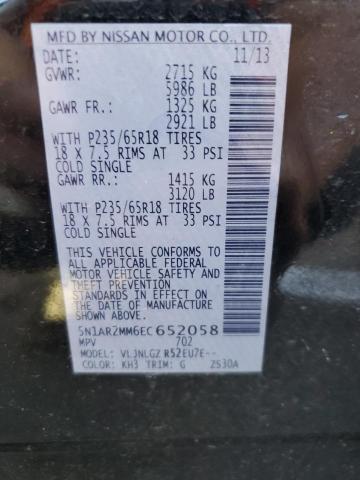 MFD BY NISSAN MOTOR CO., LTD.
DATE: 11/13
GVWR: 2715 KG
5986 LB
GAWR FR.: 1325 KG
2921 LB
WITH P235/65R18 TIRES
18 X 7.5 RIMS AT 33 PSI
COLD SINGLE
GAWR RR.: 1415 KG
3120 LB
WITH P235/65R18 TIRES
18 X 7.5 RIMS AT 33 PSI
COLD SINGLE
THIS VEHICLE CONFORMS TO
ALL APPLICABLE FEDERAL
MOTOR VEHICLE SAFETY AND
THEFT PREVENTION
STANDARDS IN EFFECT ON
THE DATE OF MANUFACTURE
SHOWN ABOVE.
5N1AR2MM6EC652058
MPV 702
MODEL: VLJNLGZ R52EU7E--
COLOR: KH3 TRIM: G ZS30A